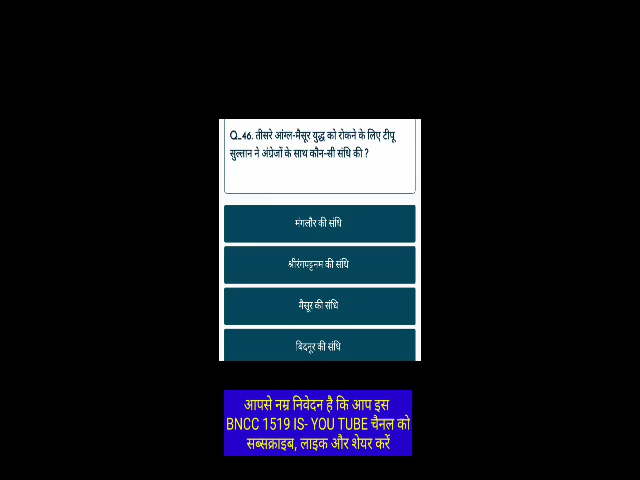 Q_46. तीसरे आंग्ल-मैसूर युद्ध को रोकने के लिए टीपू
सुल्तान ने अंग्रेजों के साथ कौन-सी संधि की ?
मंगलौर की संधि
श्रीरंगपट्टनम की संधि
मैसूर की संधि
बिदनूर की संधि
आपसे नम्र निवेदन है कि आप इस
BNCC 1519 IS- YOU TUBE चैनल को
सब्सक्राइब, लाइक और शेयर करें